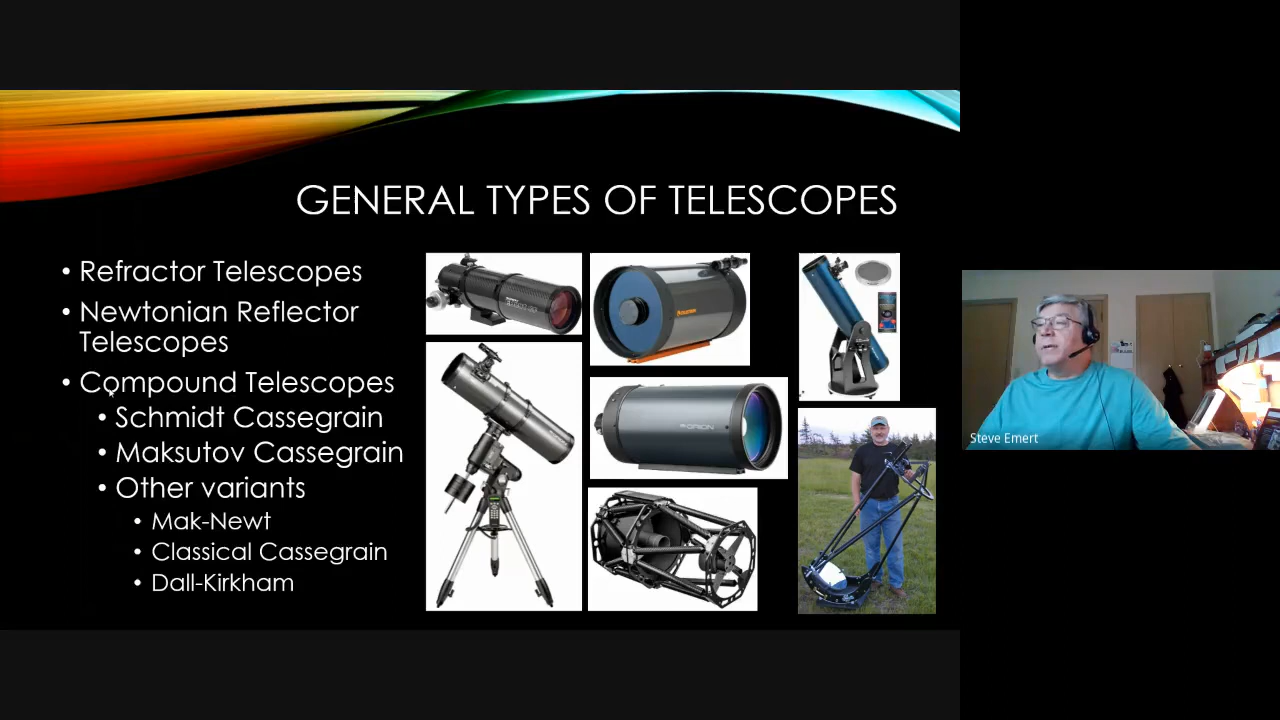 GENERAL TYPES OF TELESCOPES
• Refractor Telescopes
• Newtonian Reflector
Telescopes
• Compound Telescopes
• Schmidt Cassegrain
• Maksutov Cassegrain
• Other variants
• Mak-Newt
• Classical Cassegrain
• Dall-Kirkham
ORION
Steve Emert